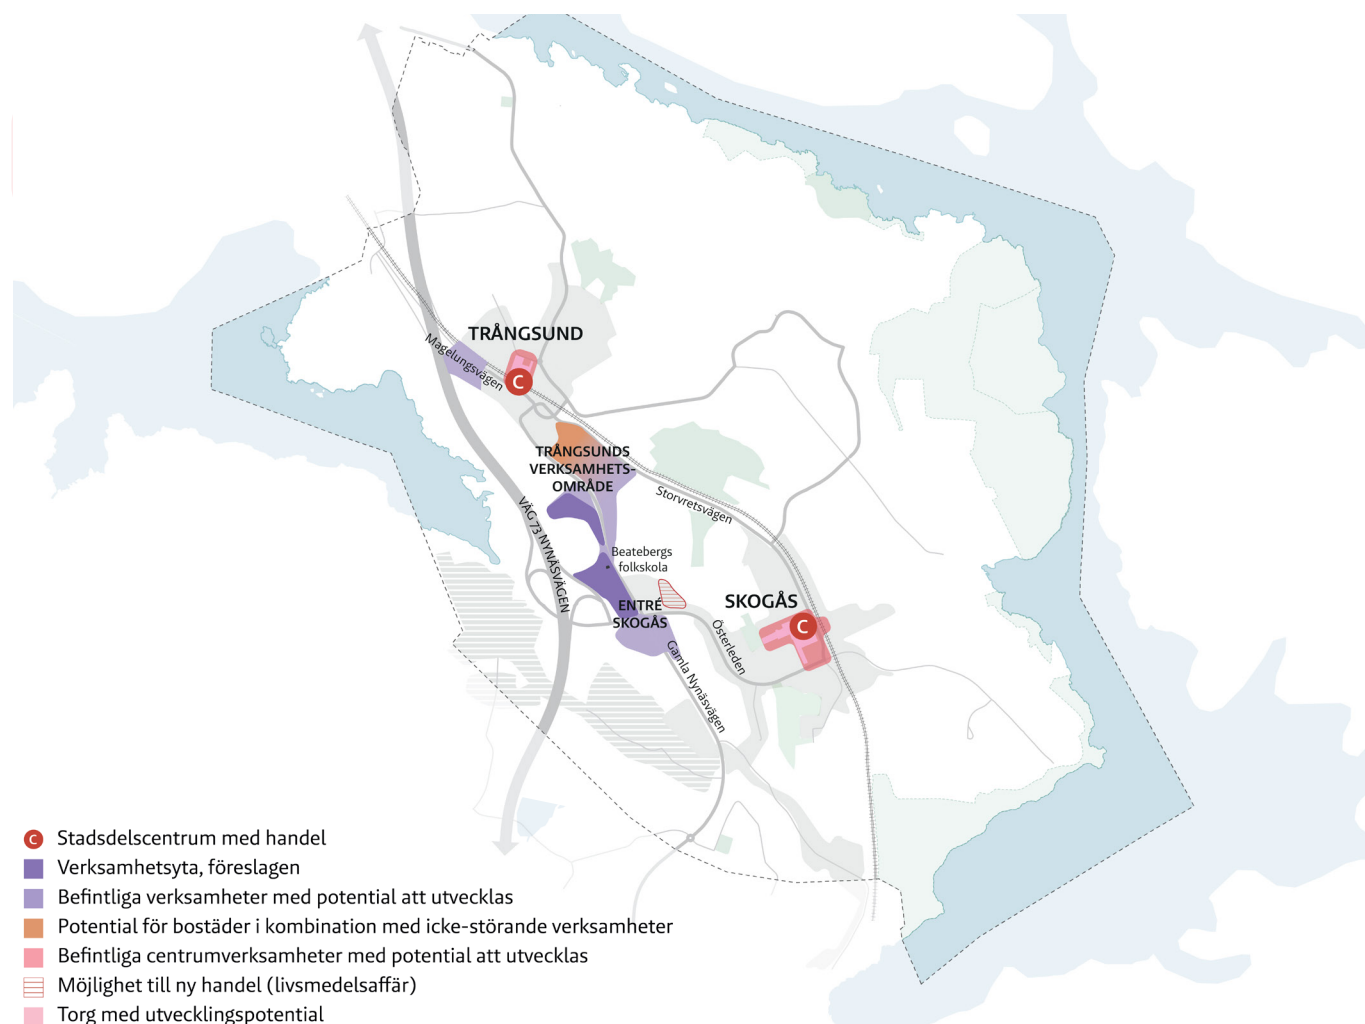 TRÅNGSUND
Magelungsvägen
C
TRÅNGSUNDS
VERKSAMHETS-
OMRÅDE
Storvretsvägen
VÄG 73 NYNÄSVÄGEN
Beatebergs
folkskola
ENTRÉ
SKOGÅS
SKOGÅS
C
Österleden
Gamla Nynäsvägen
C Stadsdelscentrum med handel
Verksamhetsyta, föreslagen
Befintliga verksamheter med potential att utvecklas
Potential för bostäder i kombination med icke-störande verksamheter
Befintliga centrumverksamheter med potential att utvecklas
Möjlighet till ny handel (livsmedelsaffär)
Torg med utvecklingspotential